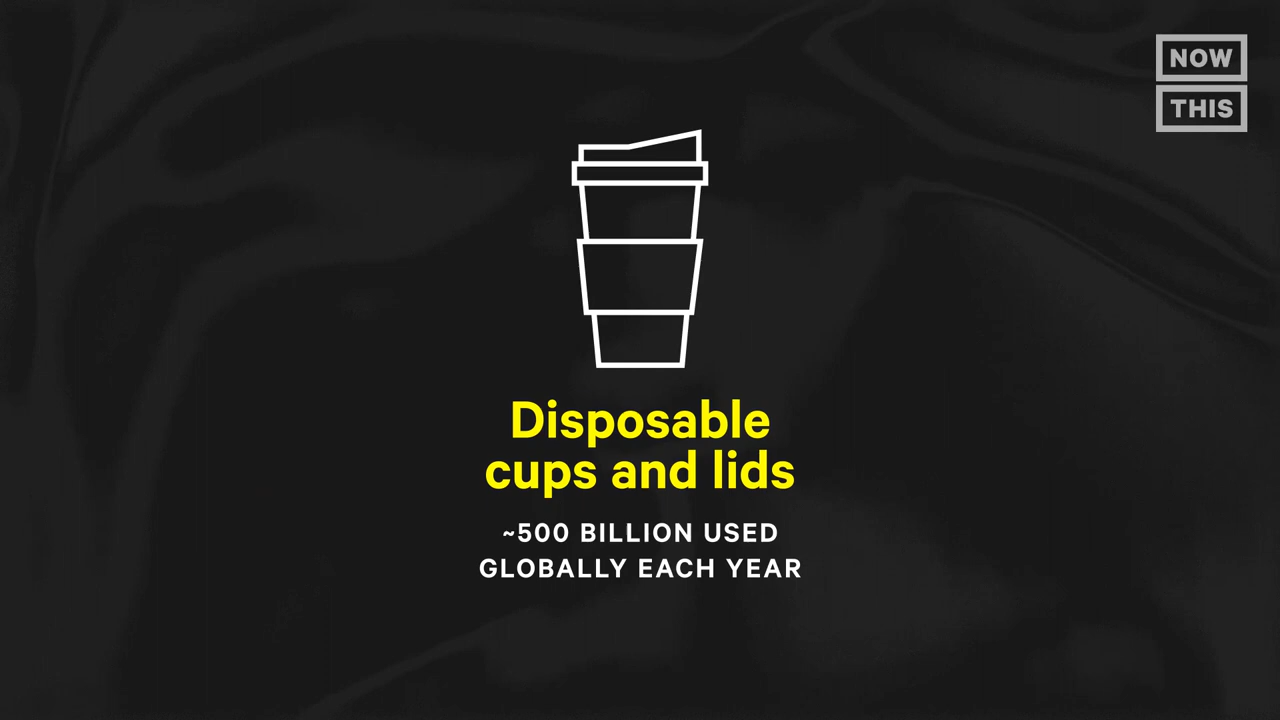 NOW
THIS
Disposable
cups and lids
~500 BILLION USED
GLOBALLY EACH YEAR